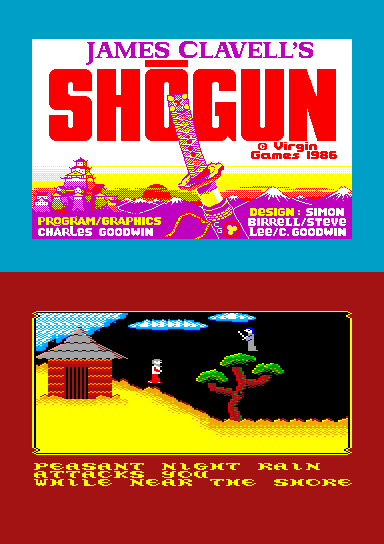 JAMES CLAVELL'S
SHŌGUN
© Virgin
Games 1986
PROGRAM/GRAPHICS
CHARLES GOODWIN
DESIGN: SIMON
BIRRELL/STEVE
LEE/C.GOODWIN
PEASANT NIGHT RAIN
ATTACKS YOU
WHILE NEAR THE SHORE